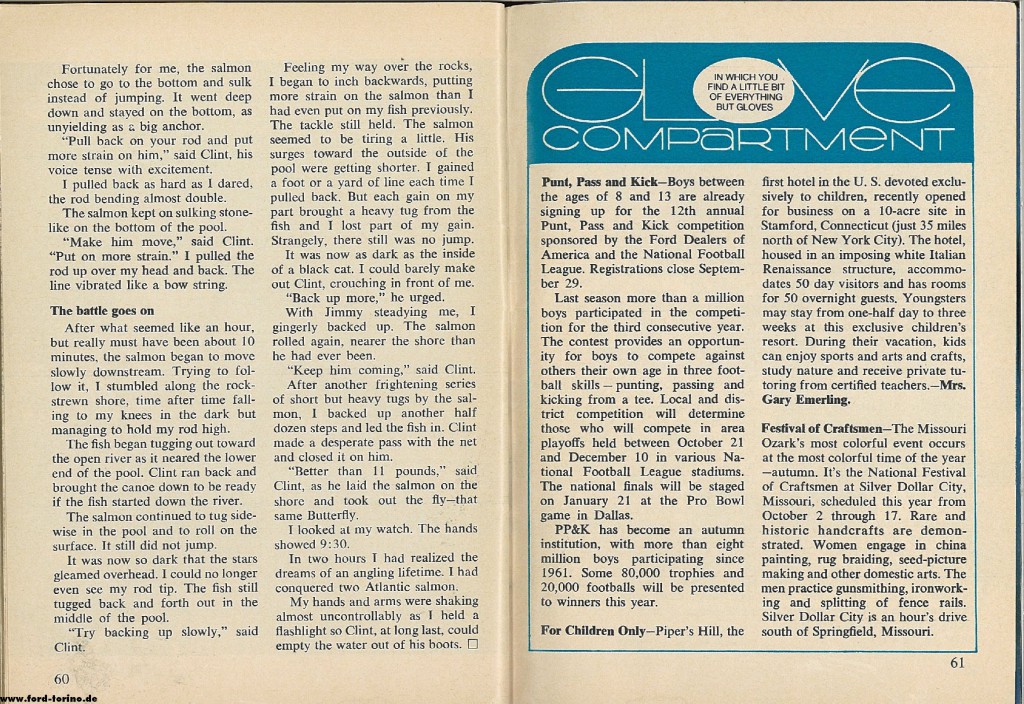 Fortunately for me, the salmon
chose to go to the bottom and sulk
instead of jumping. It went deep
down and stayed on the bottom, as
unyielding as a big anchor.
"Pull back on your rod and put
more strain on him," said Clint, his
voice tense with excitement.
I pulled back as hard as I dared,
the rod bending almost double.
The salmon kept on sulking stone-
like on the bottom of the pool.
"Make him move," said Clint.
"Put on more strain." I pulled the
rod up over my head and back. The
line vibrated like a bow string.
The battle goes on
After what seemed like an hour,
but really must have been about 10
minutes, the salmon began to move
slowly downstream. Trying to fol-
low it, I stumbled along the rock-
strewn shore, time after time fall-
ing to my knees in the dark but
managing to hold my rod high.
The fish began tugging out toward
the open river as it neared the lower
end of the pool. Clint ran back and
brought the canoe down to be ready
if the fish started down the river.
The salmon continued to tug side-
wise in the pool and to roll on the
surface. It still did not jump.
It was now so dark that the stars
gleamed overhead. I could no longer
even see my rod tip. The fish still
tugged back and forth out in the
middle of the pool.
"Try backing up slowly," said
Clint.
60
Feeling my way over the rocks,
I began to inch backwards, putting
more strain on the salmon than I
had even put on my fish previously.
The tackle still held. The salmon
seemed to be tiring a little. His
surges toward the outside of the
pool were getting shorter. I gained
a foot or a yard of line each time I
pulled back. But each gain on my
part brought a heavy tug from the
fish and I lost part of my gain.
Strangely, there still was no jump.
It was now as dark as the inside
of a black cat. I could barely make
out Clint, crouching in front of me.
"Back up more," he urged.
With Jimmy steadying me, I
gingerly backed up. The salmon
rolled again, nearer the shore than
he had ever been.
"Keep him coming," said Clint.
After another frightening series
of short but heavy tugs by the sal-
mon, I backed up another half
dozen steps and led the fish in. Clint
made a desperate pass with the net
and closed it on him.
"Better than 11 pounds," said
Clint, as he laid the salmon on the
shore and took out the fly—that
same Butterfly.
I looked at my watch. The hands
showed 9:30.
In two hours I had realized the
dreams of an angling lifetime. I had
conquered two Atlantic salmon.
My hands and arms were shaking
almost uncontrollably as I held a
flashlight so Clint, at long last, could
empty the water out of his boots. □
GLOVE
IN WHICH YOU
FIND A LITTLE BIT
OF EVERYTHING
BUT GLOVES
COMPARTMENT
Punt, Pass and Kick—Boys between
the ages of 8 and 13 are already
signing up for the 12th annual
Punt, Pass and Kick competition
sponsored by the Ford Dealers of
America and the National Football
League. Registrations close Septem-
ber 29.
Last season more than a million
boys participated in the competi-
tion for the third consecutive year.
The contest provides an opportun-
ity for boys to compete against
others their own age in three foot-
ball skills — punting, passing and
kicking from a tee. Local and dis-
trict competition will determine
those who will compete in area
playoffs held between October 21
and December 10 in various Na-
tional Football League stadiums.
The national finals will be staged
on January 21 at the Pro Bowl
game in Dallas.
PP&K has become an autumn
institution, with more than eight
million boys participating since
1961. Some 80,000 trophies and
20,000 footballs will be presented
to winners this year.
For Children Only—Piper's Hill, the
first hotel in the U. S. devoted exclu-
sively to children, recently opened
for business on a 10-acre site in
Stamford, Connecticut (just 35 miles
north of New York City). The hotel,
housed in an imposing white Italian
Renaissance structure, accommo-
dates 50 day visitors and has rooms
for 50 overnight guests. Youngsters
may stay from one-half day to three
weeks at this exclusive children's
resort. During their vacation, kids
can enjoy sports and arts and crafts,
study nature and receive private tu-
toring from certified teachers.—Mrs.
Gary Emerling.
Festival of Craftsmen—The Missouri
Ozark's most colorful event occurs
at the most colorful time of the year
—autumn. It's the National Festival
of Craftsmen at Silver Dollar City,
Missouri, scheduled this year from
October 2 through 17. Rare and
historic handcrafts are demon-
strated. Women engage in china
painting, rug braiding, seed-picture
making and other domestic arts. The
men practice gunsmithing, ironwork-
ing and splitting of fence rails.
Silver Dollar City is an hour's drive
south of Springfield, Missouri.
61
www.ford-torino.de